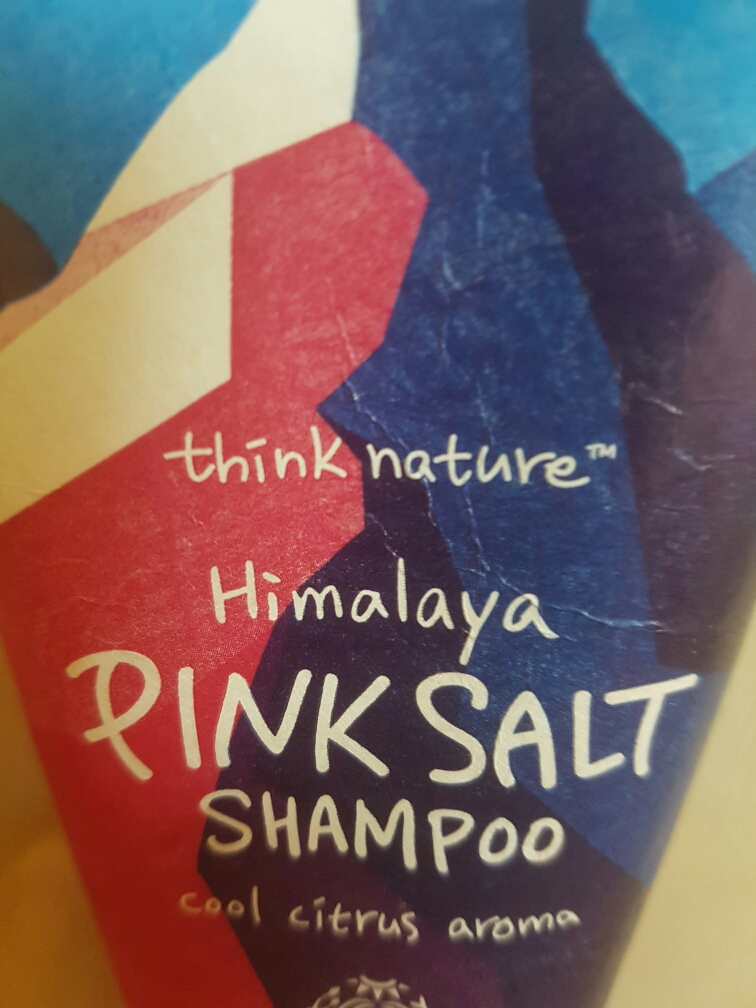 think nature™
Himalaya
PINK SALT
SHAMPOO
cool citrus aroma